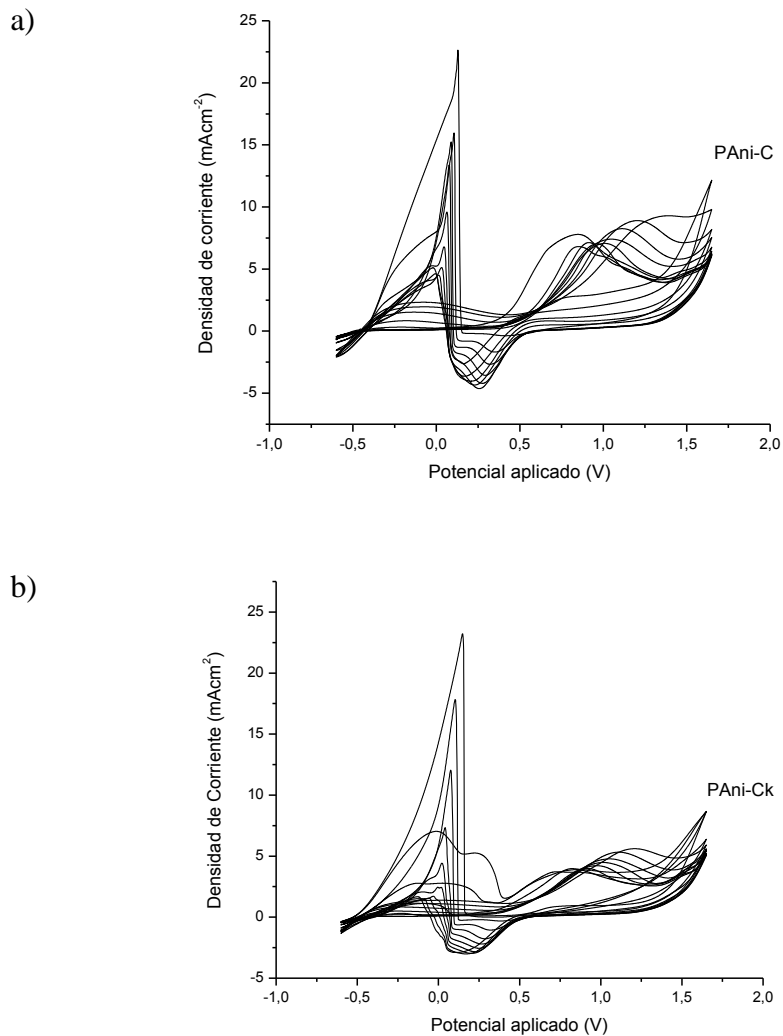 a)
25
20
15
10
5
0
-5
-1,0 -0,5 0,0 0,5 1,0 1,5 2,0
Densidad de corriente (mAcm⁻²)
Potencial aplicado (V)
PAni-C
b)
25
20
15
10
5
0
-5
-1,0 -0,5 0,0 0,5 1,0 1,5 2,0
Densidad de Corriente (mAcm²)
Potencial aplicado (V)
PAni-Ck